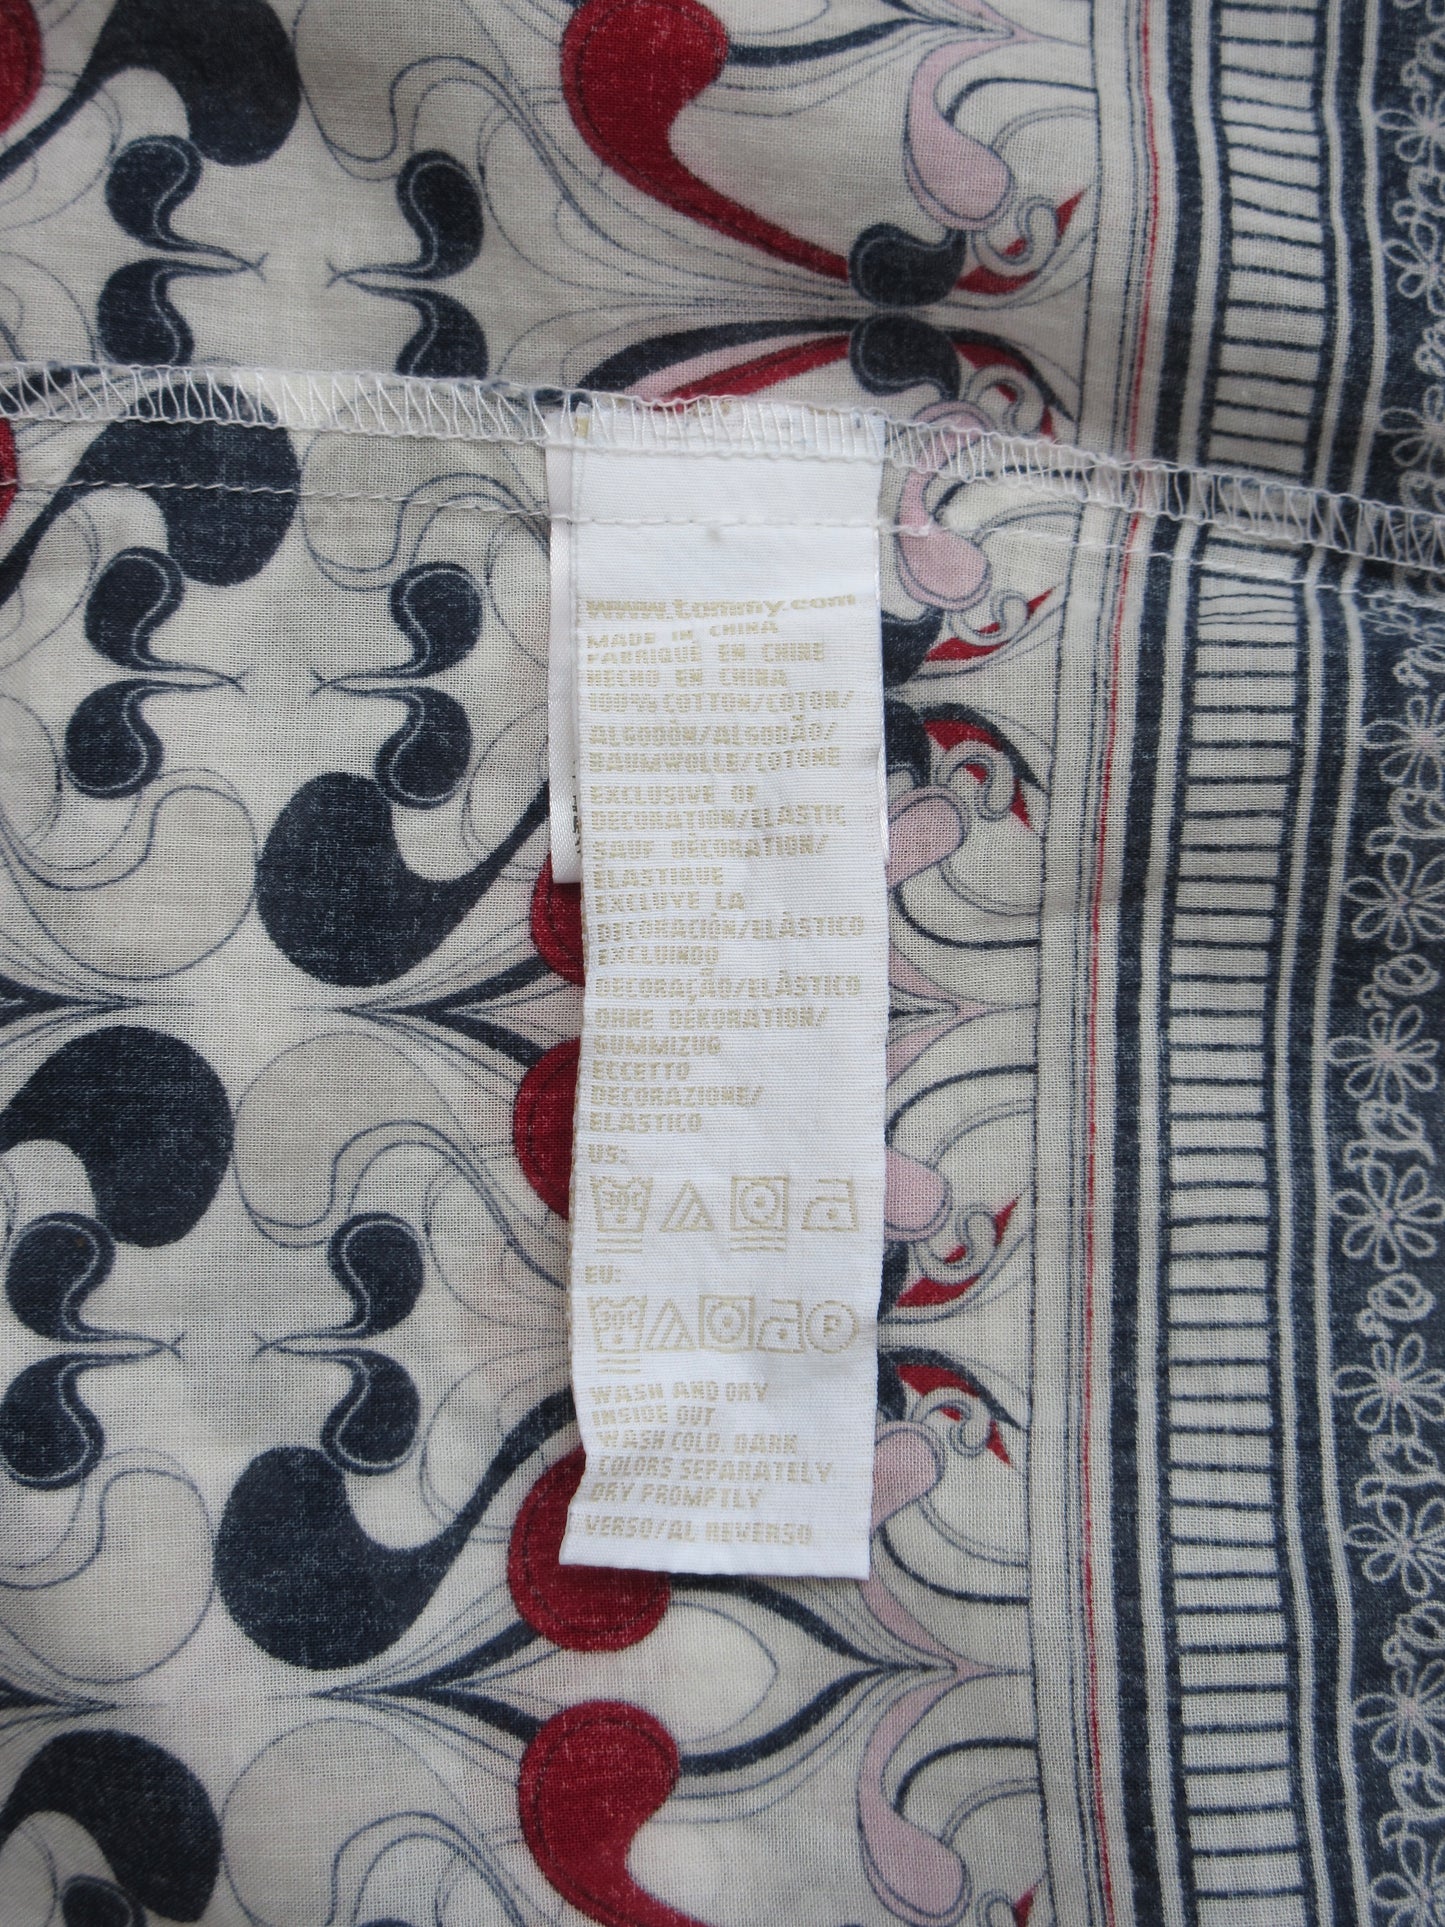 www.tommy.com
MADE IN CHINA
FABRIQUÉ EN CHINE
HECHO EN CHINA
100% COTTON/COTON/
ALGODÓN/ALGODÃO/
BAUMWOLLE/COTONE
EXCLUSIVE OF
DECORATION/ELASTIC
SAUF DÉCORATION/
ÉLASTIQUE
EXCLUYE LA
DECORACIÓN/ELÁSTICO
EXCLUINDO
DECORAÇÃO/ELÁSTICO
OHNE DEKORATION/
GUMMIZUG
ECCETTO
DECORAZIONE/
ELASTICO
US:
30C
EU:
30C P
WASH AND DRY
INSIDE OUT
WASH COLD. DARK
COLORS SEPARATELY
DRY PROMPTLY
VERSO/AL REVERSO